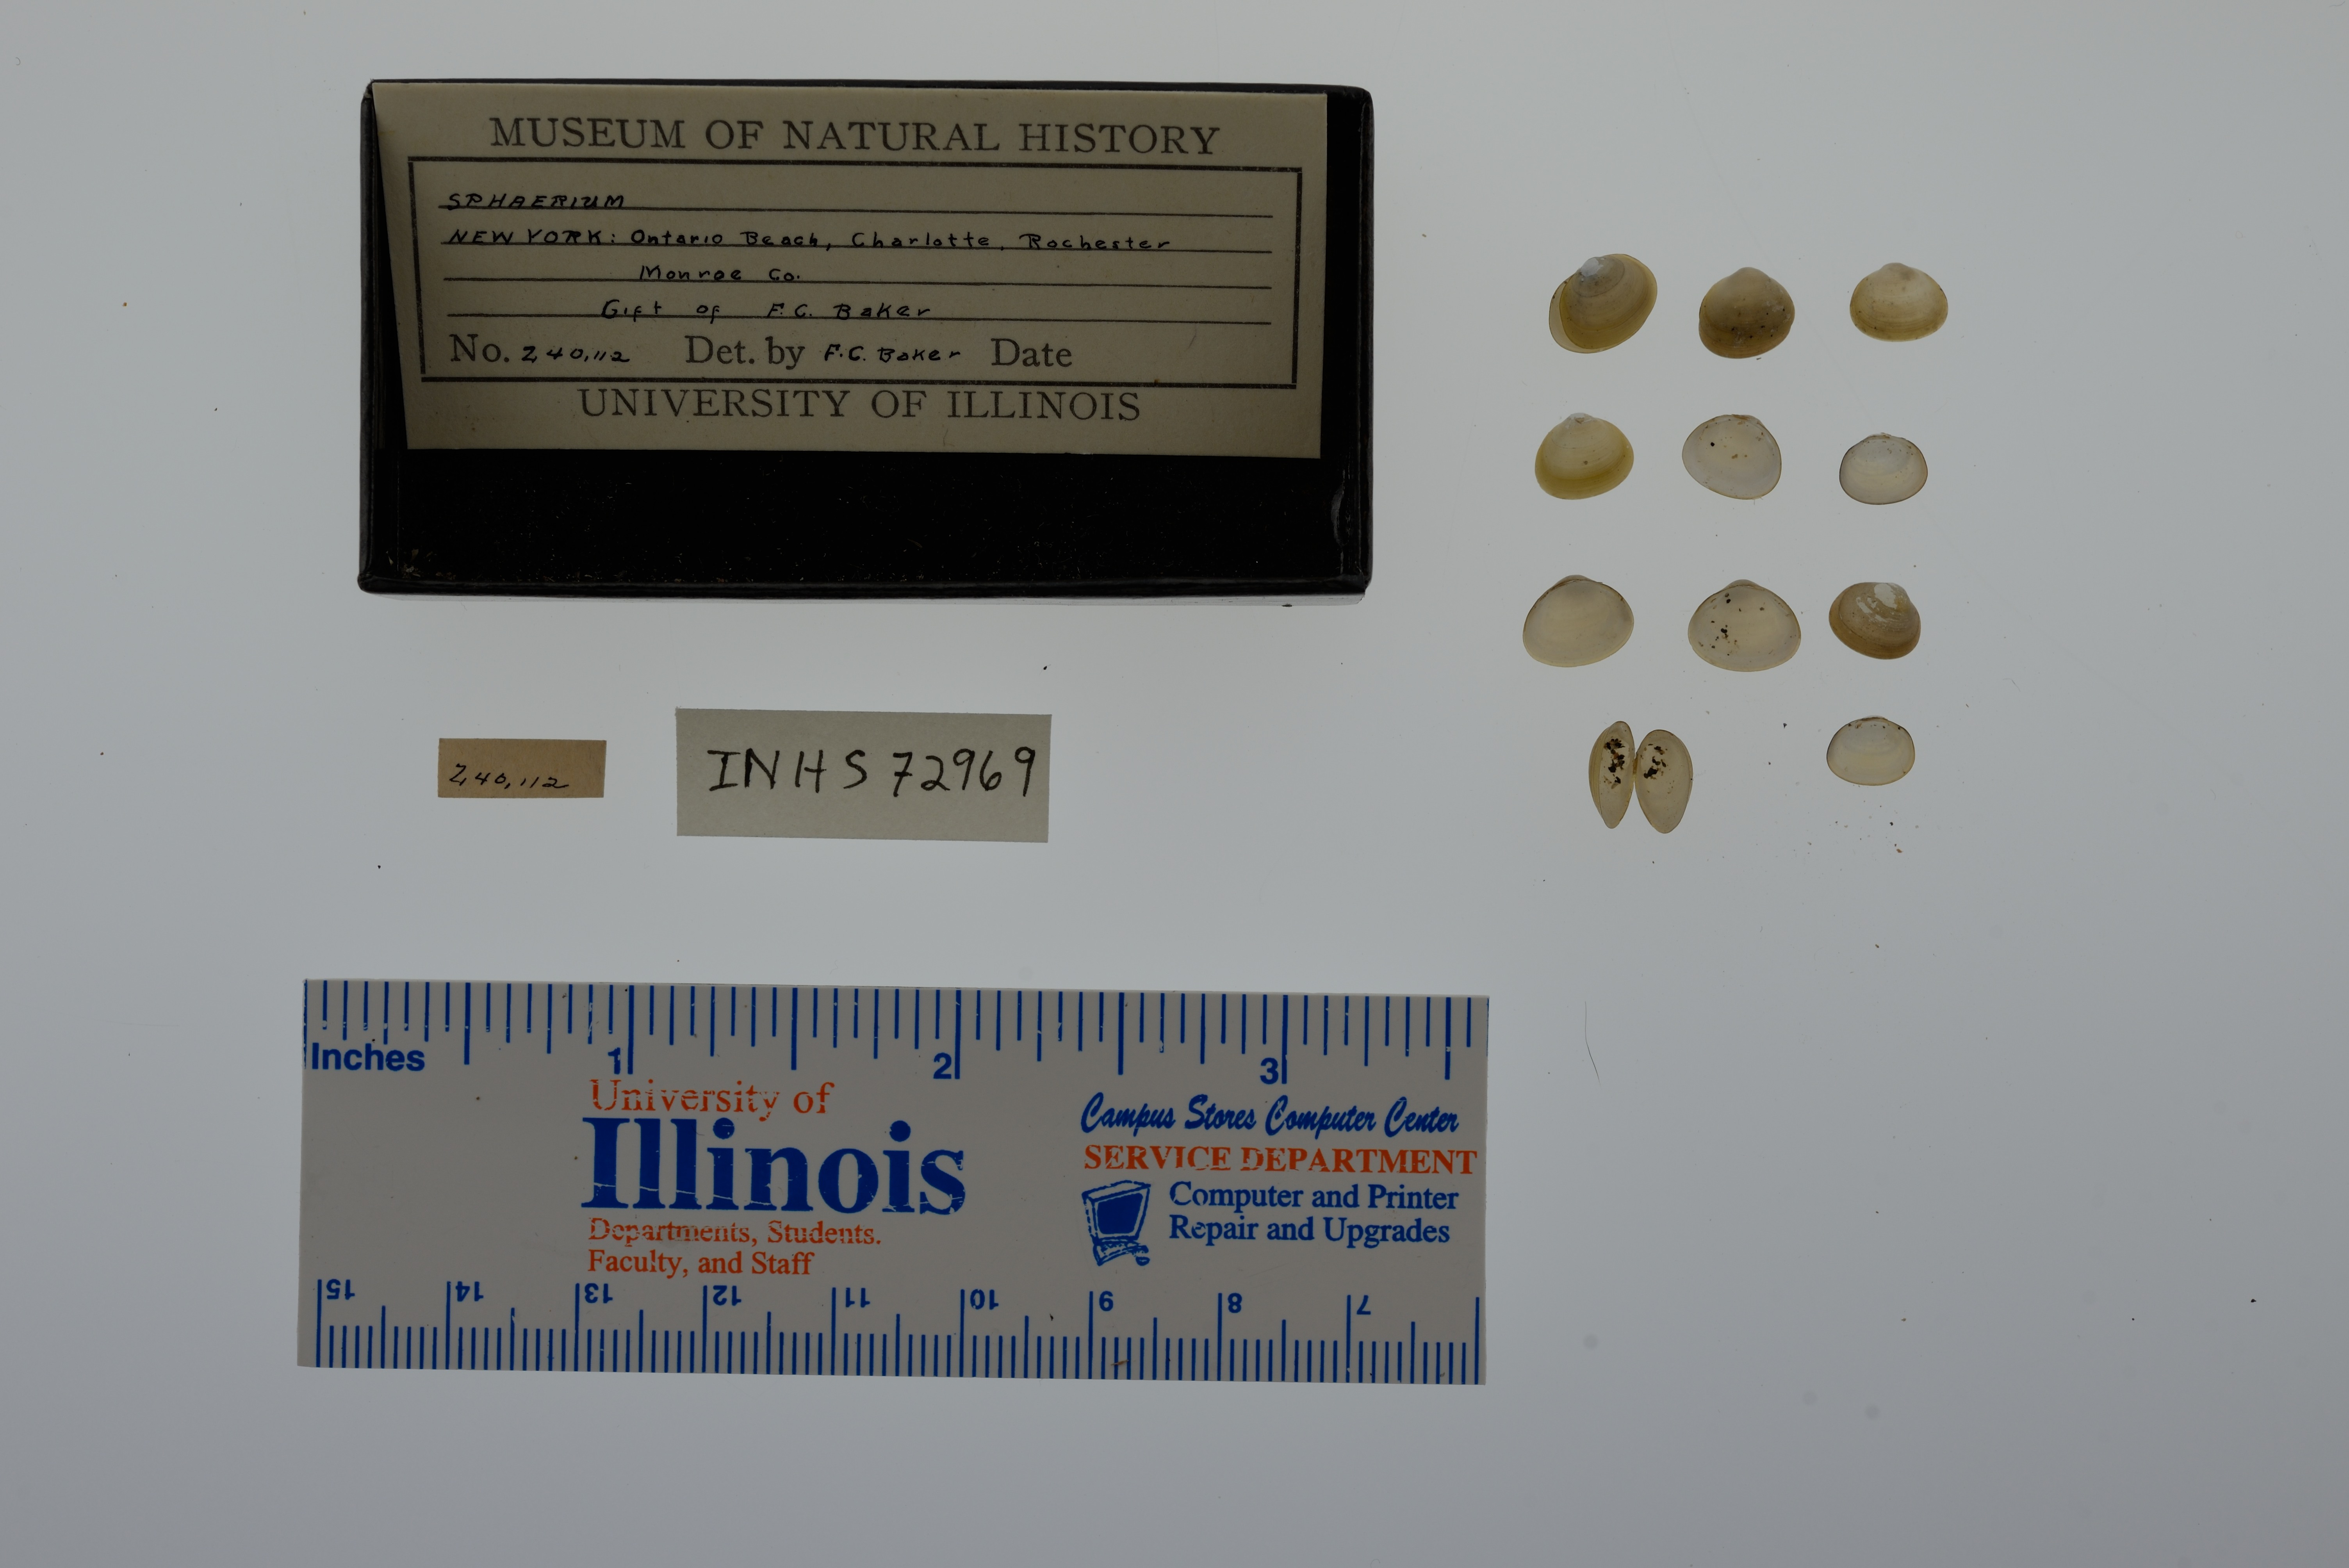 MUSEUM OF NATURAL HISTORY
SPHAERIUM
NEW YORK: Ontario Beach, Charlotte, Rochester
Monroe Co.
Gift of F.C. Baker
No. 240,112 Det. by F.C. Baker Date
UNIVERSITY OF ILLINOIS
240,112
INHS 72969
Inches 1 2 3
University of
Illinois
Departments, Students.
Faculty, and Staff
Campus Stores Computer Center
SERVICE DEPARTMENT
Computer and Printer
Repair and Upgrades
15 14 13 12 11 10 9 8 7